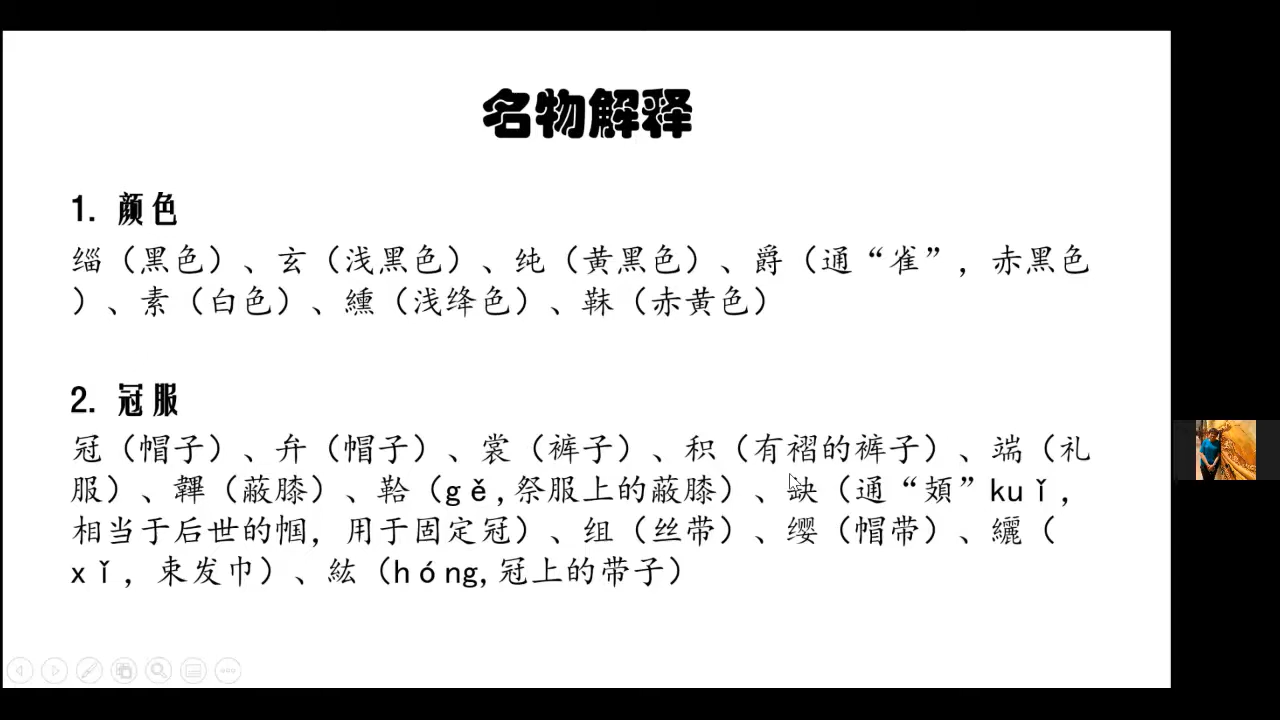 名物解释
1. 颜色
缁（黑色）、玄（浅黑色）、纯（黄黑色）、爵（通“雀”，赤黑色
）、素（白色）、纁（浅绛色）、韎（赤黄色）
2. 冠服
冠（帽子）、弁（帽子）、裳（裤子）、积（有褶的裤子）、端（礼
服）、韠（蔽膝）、韐（gě,祭服上的蔽膝）、缺（通“頍”kuǐ，
相当于后世的帼，用于固定冠）、组（丝带）、缨（帽带）、纚（
xǐ，束发巾）、紘（hóng,冠上的带子）